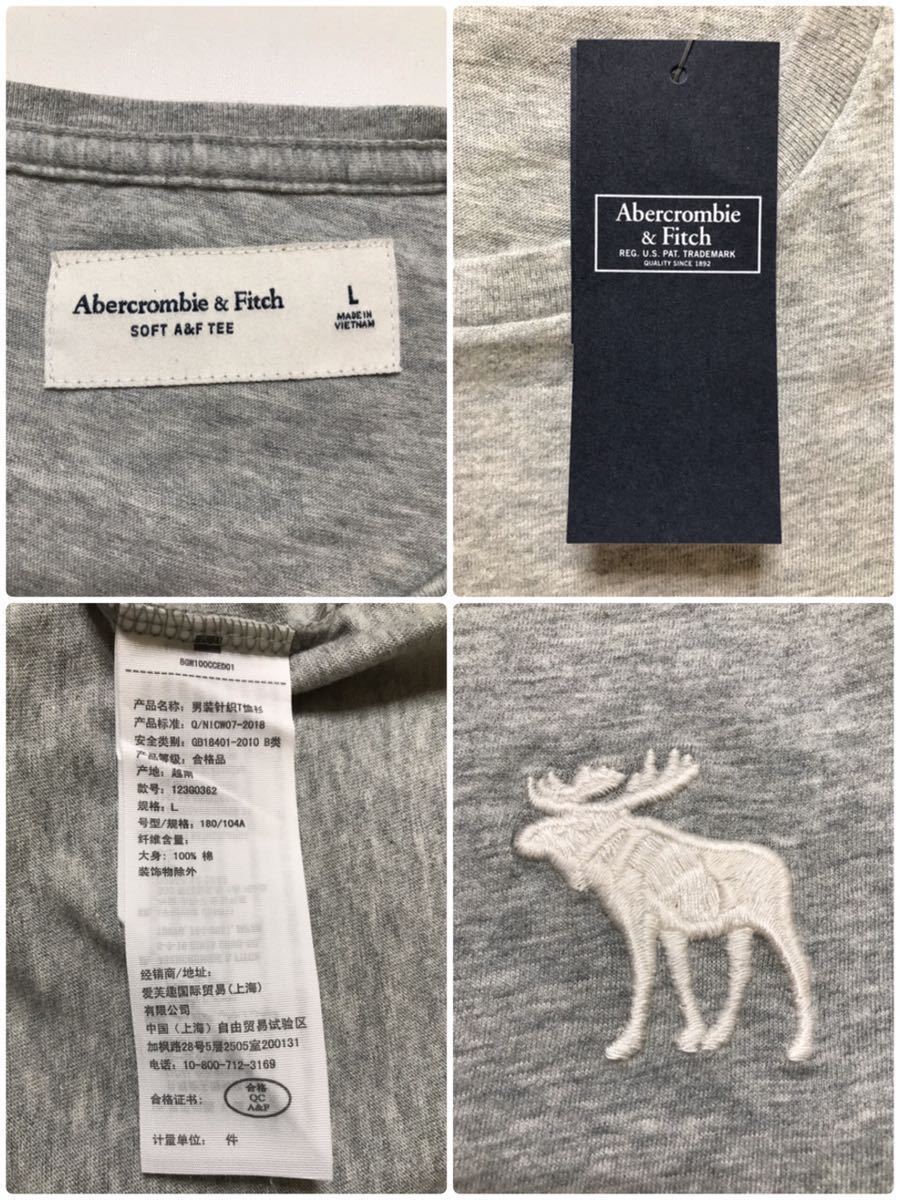 Abercrombie & Fitch
SOFT A&F TEE
L
MADE IN
VIETNAM
Abercrombie
& Fitch
REG. U.S. PAT. TRADEMARK
QUALITY SINCE 1892
产品名称: 男装针织T恤衫
产品标准: Q/NICW07-2018
安全类别: GB18401-2010 B类
产品等级: 合格品
产地: 越南
款号: 123G0362
规格: L
号型/规格: 180/104A
纤维含量:
大身: 100% 棉
装饰物除外
经销商/地址:
爱芙趣国际贸易(上海)
有限公司
中国（上海）自由贸易试验区
加枫路28号5层2505室200131
电话: 10-800-712-3169
合格证书:
合格
QC
A&F
计量单位: 件